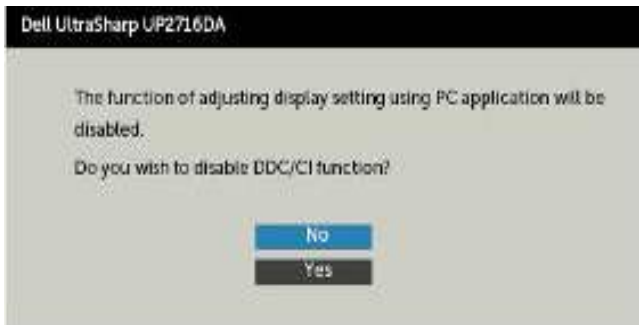 Dell UltraSharp UP2716DA
The function of adjusting display setting using PC application will be
disabled.
Do you wish to disable DDC/CI function?
No
Yes